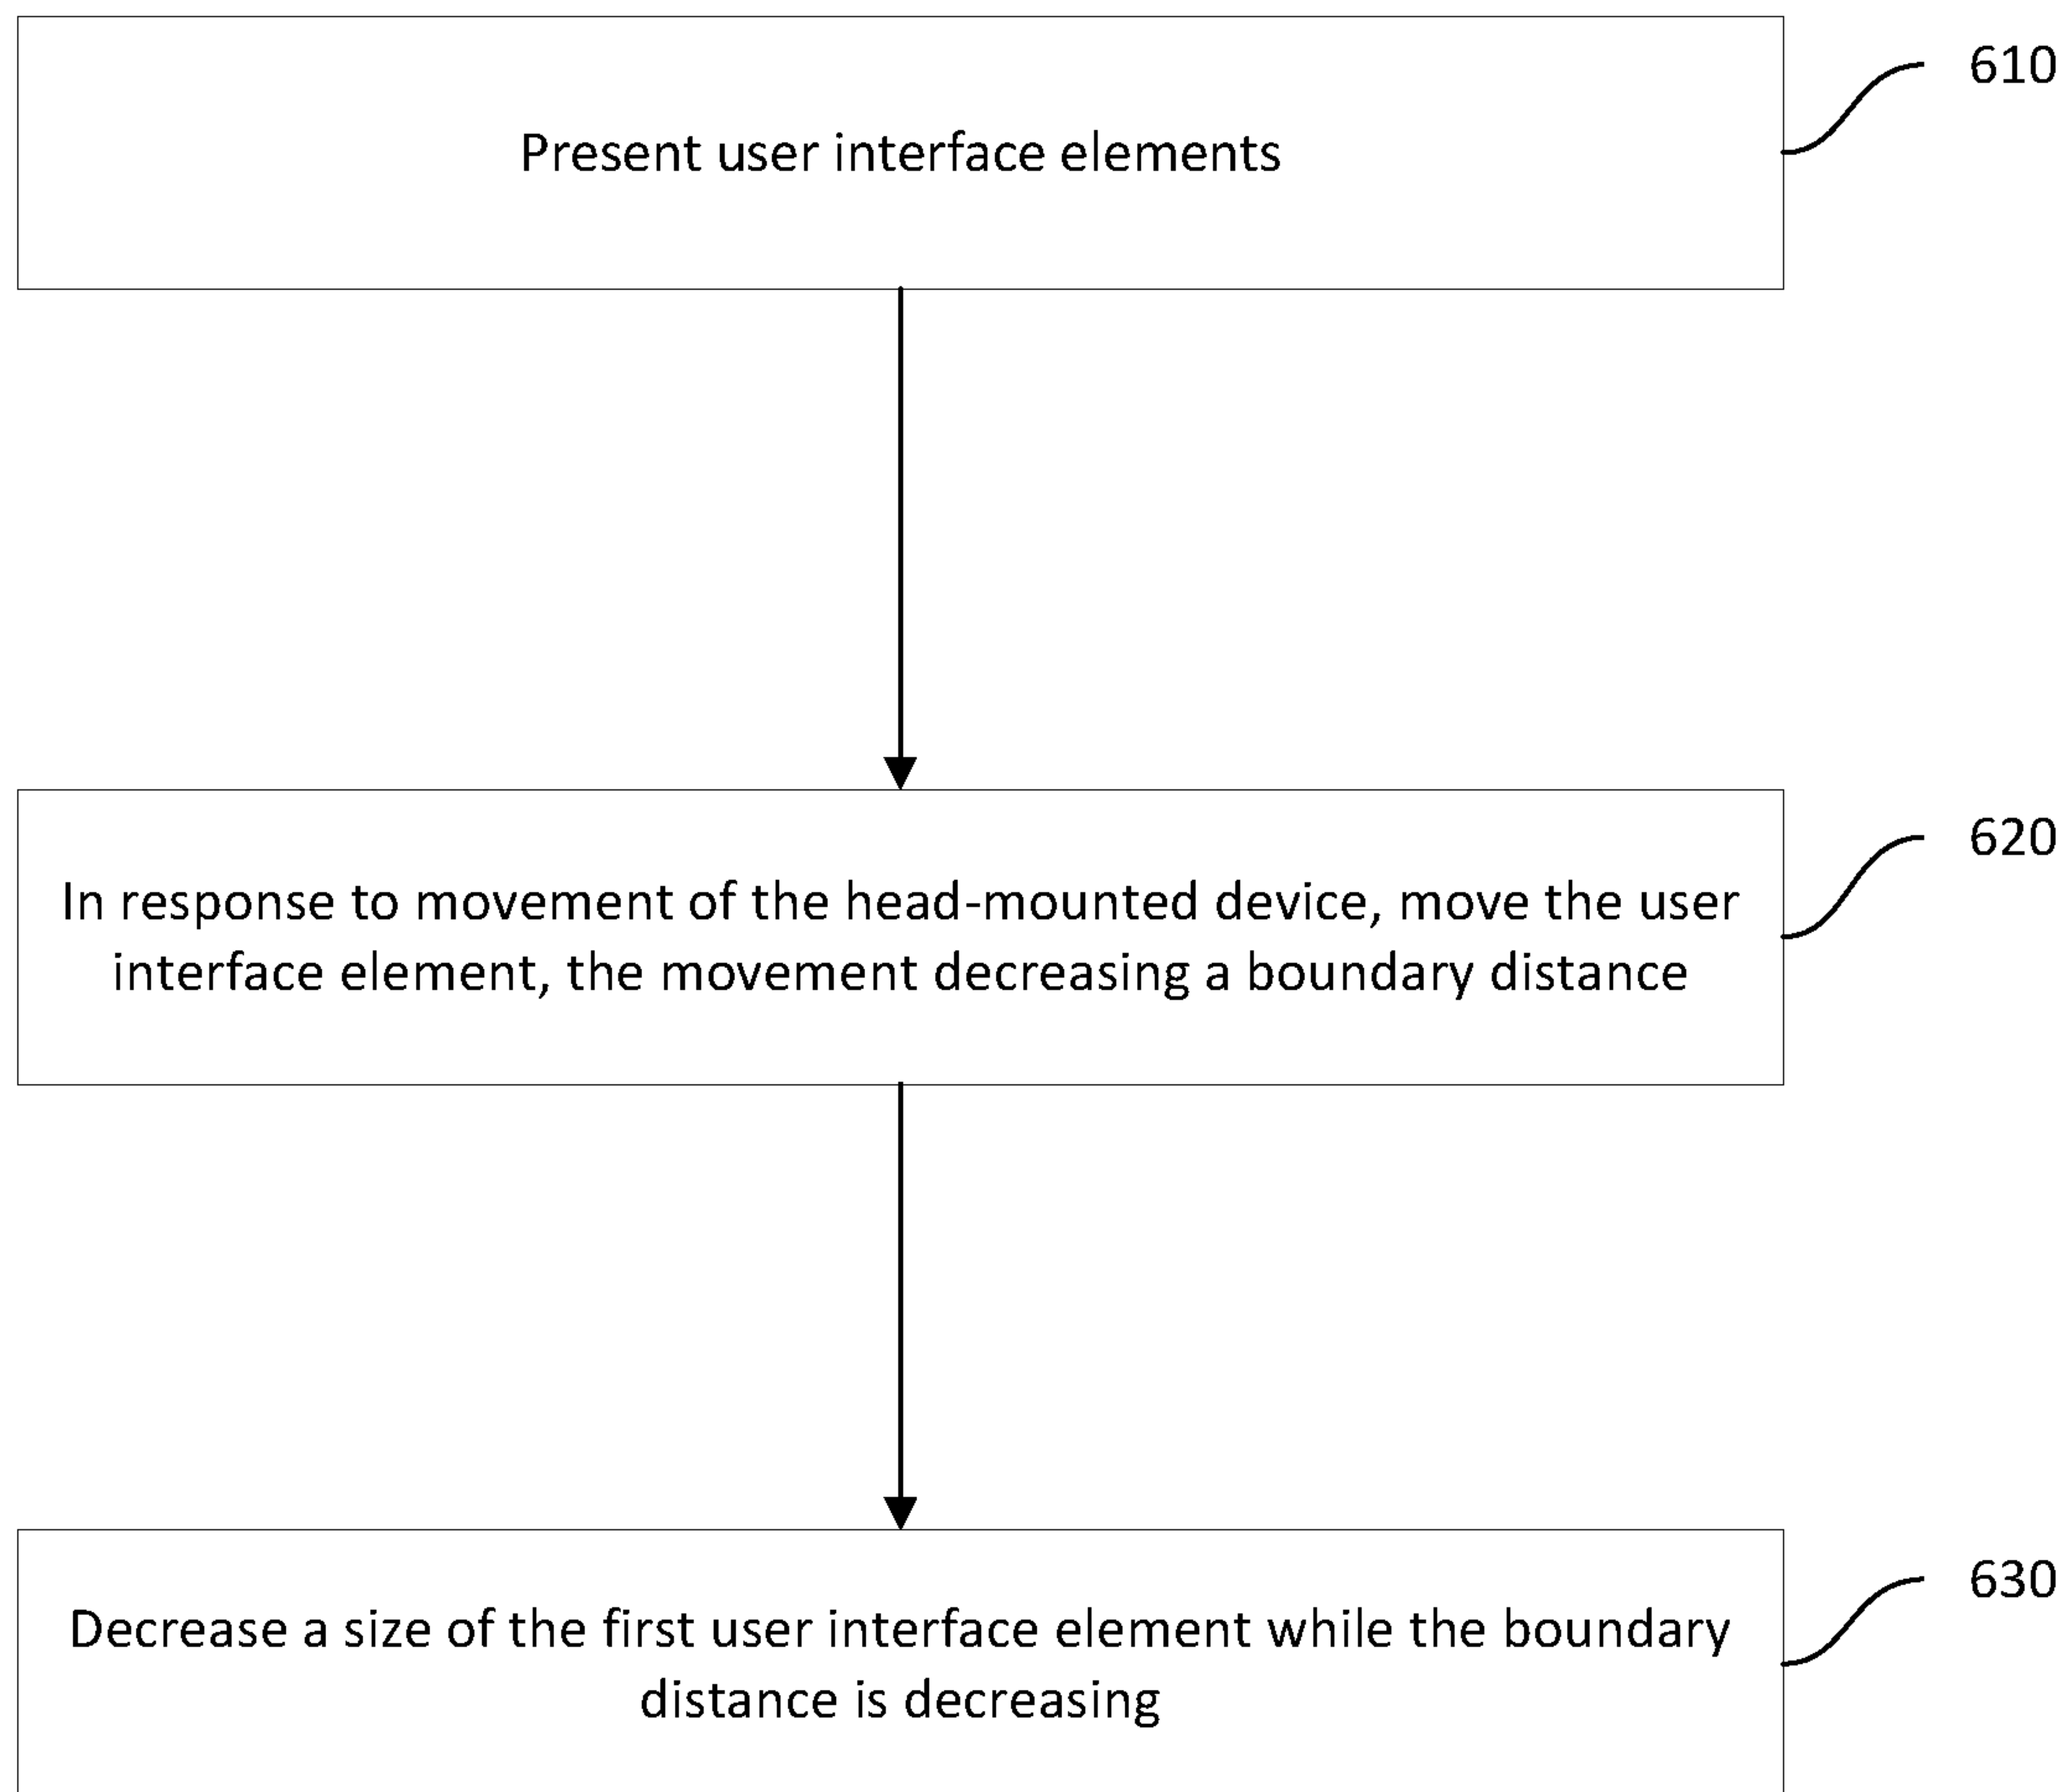 610
Present user interface elements
620
In response to movement of the head-mounted device, move the user
interface element, the movement decreasing a boundary distance
630
Decrease a size of the first user interface element while the boundary
distance is decreasing